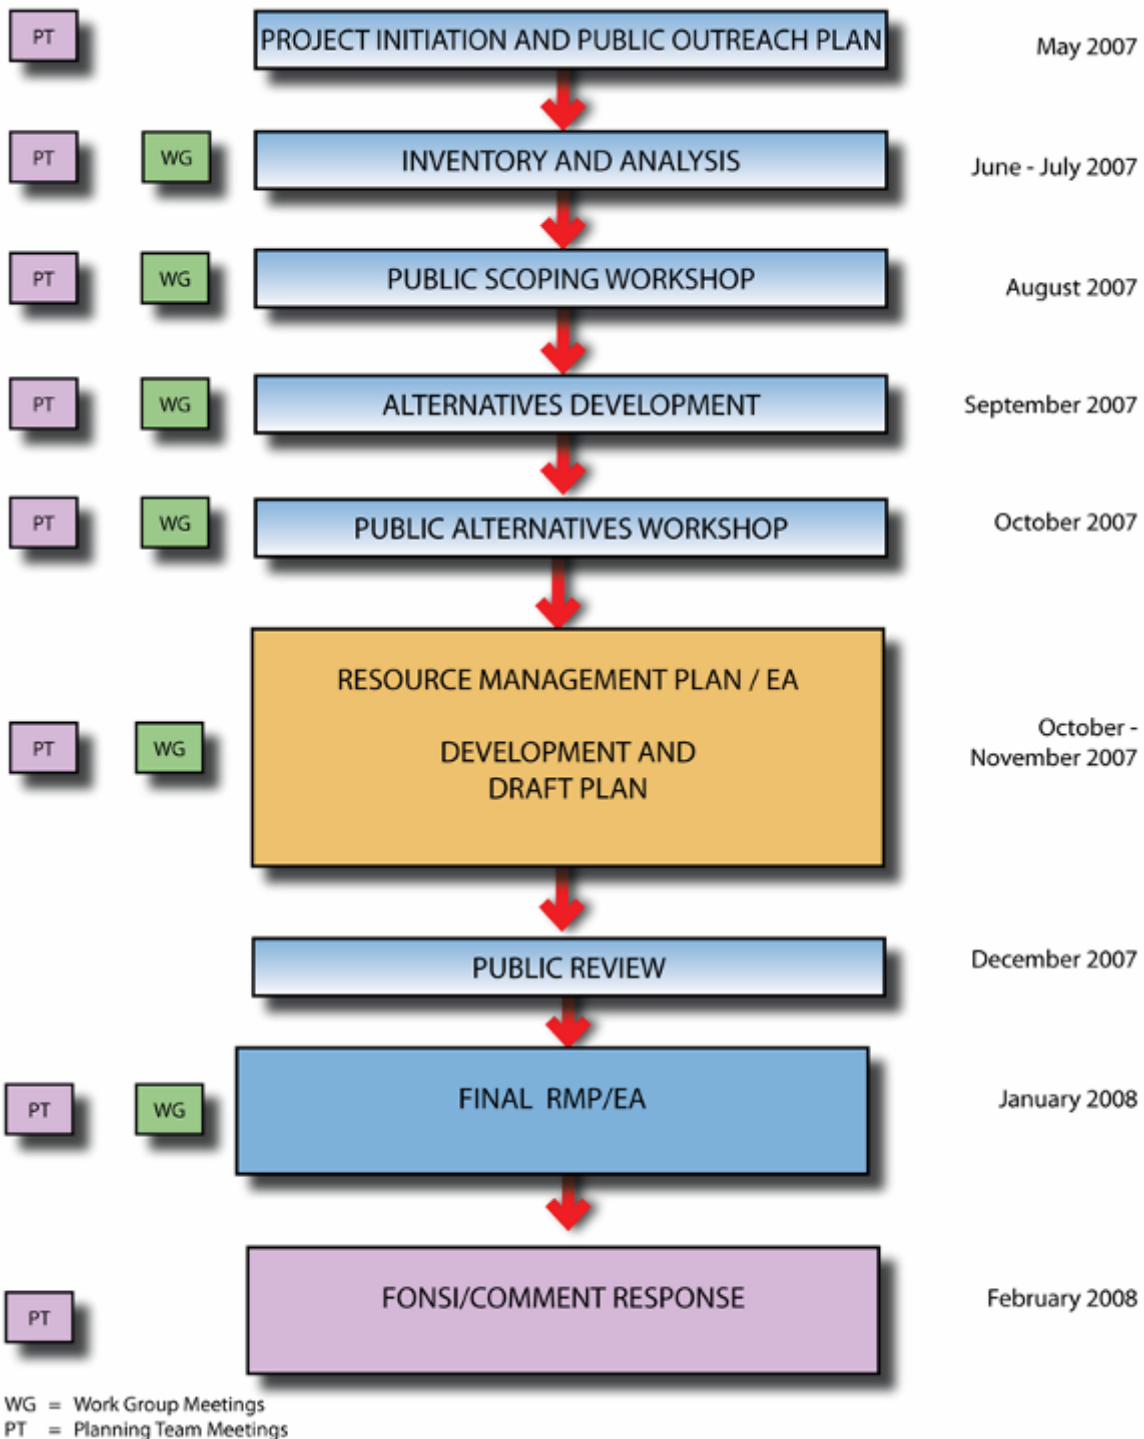 PT PROJECT INITIATION AND PUBLIC OUTREACH PLAN May 2007
PT WG INVENTORY AND ANALYSIS June - July 2007
PT WG PUBLIC SCOPING WORKSHOP August 2007
PT WG ALTERNATIVES DEVELOPMENT September 2007
PT WG PUBLIC ALTERNATIVES WORKSHOP October 2007
RESOURCE MANAGEMENT PLAN / EA
PT WG DEVELOPMENT AND October -
DRAFT PLAN November 2007
PUBLIC REVIEW December 2007
PT WG FINAL RMP/EA January 2008
PT FONSI/COMMENT RESPONSE February 2008
WG = Work Group Meetings
PT = Planning Team Meetings